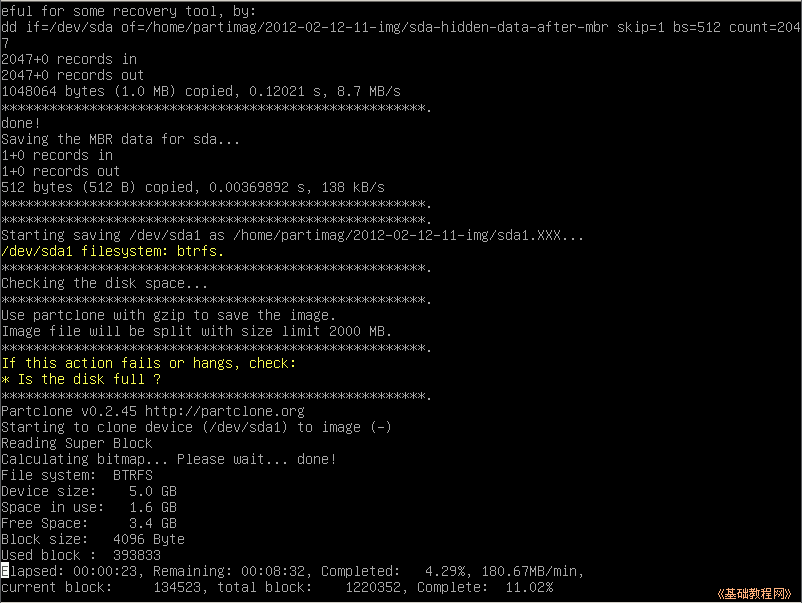 eful for some recovery tool, by:
dd if=/dev/sda of=/home/partimag/2012-02-12-11-img/sda-hidden-data-after-mbr skip=1 bs=512 count=204
7
2047+0 records in
2047+0 records out
1048064 bytes (1.0 MB) copied, 0.12021 s, 8.7 MB/s
*****************************************************.
done!
Saving the MBR data for sda...
1+0 records in
1+0 records out
512 bytes (512 B) copied, 0.00369892 s, 138 kB/s
*****************************************************.
*****************************************************.
Starting saving /dev/sda1 as /home/partimag/2012-02-12-11-img/sda1.XXX...
/dev/sda1 filesystem: btrfs.
*****************************************************.
Checking the disk space...
*****************************************************.
Use partclone with gzip to save the image.
Image file will be split with size limit 2000 MB.
*****************************************************.
If this action fails or hangs, check:
* Is the disk full ?
*****************************************************.
Partclone v0.2.45 http://partclone.org
Starting to clone device (/dev/sda1) to image (-)
Reading Super Block
Calculating bitmap... Please wait... done!
File system:  BTRFS
Device size:    5.0 GB
Space in use:   1.6 GB
Free Space:     3.4 GB
Block size:   4096 Byte
Used block :  393833
Elapsed: 00:00:23, Remaining: 00:08:32, Completed:   4.29%, 180.67MB/min,
current block:     134523, total block:    1220352, Complete:  11.02%
《基础教程网》